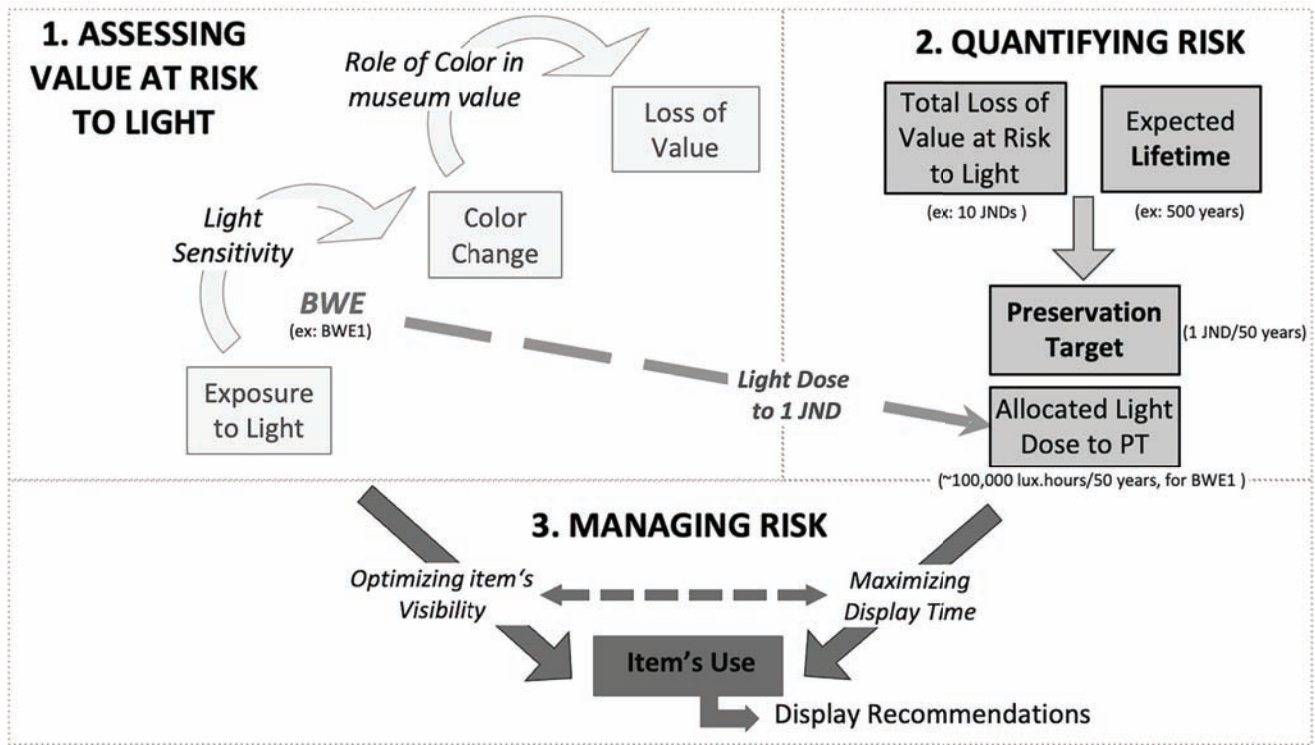 1. ASSESSING
VALUE AT RISK
TO LIGHT
Role of Color in
museum value
Loss of
Value
Light
Sensitivity
Color
Change
BWE
(ex: BWE1)
Exposure
to Light
Light Dose
to 1 JND
2. QUANTIFYING RISK
Total Loss of
Value at Risk
to Light
(ex: 10 JNDs )
Expected
Lifetime
(ex: 500 years)
Preservation
Target
(1 JND/50 years)
Allocated Light
Dose to PT
(~100,000 lux.hours/50 years, for BWE1 )
3. MANAGING RISK
Optimizing item‘s
Visibility
Maximizing
Display Time
Item’s Use
Display Recommendations